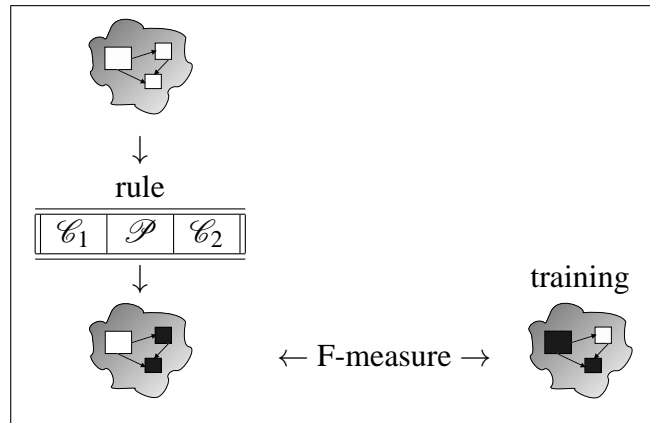 ↓
rule
𝒞₁ 𝒫 𝒞₂
↓
training
← F-measure →